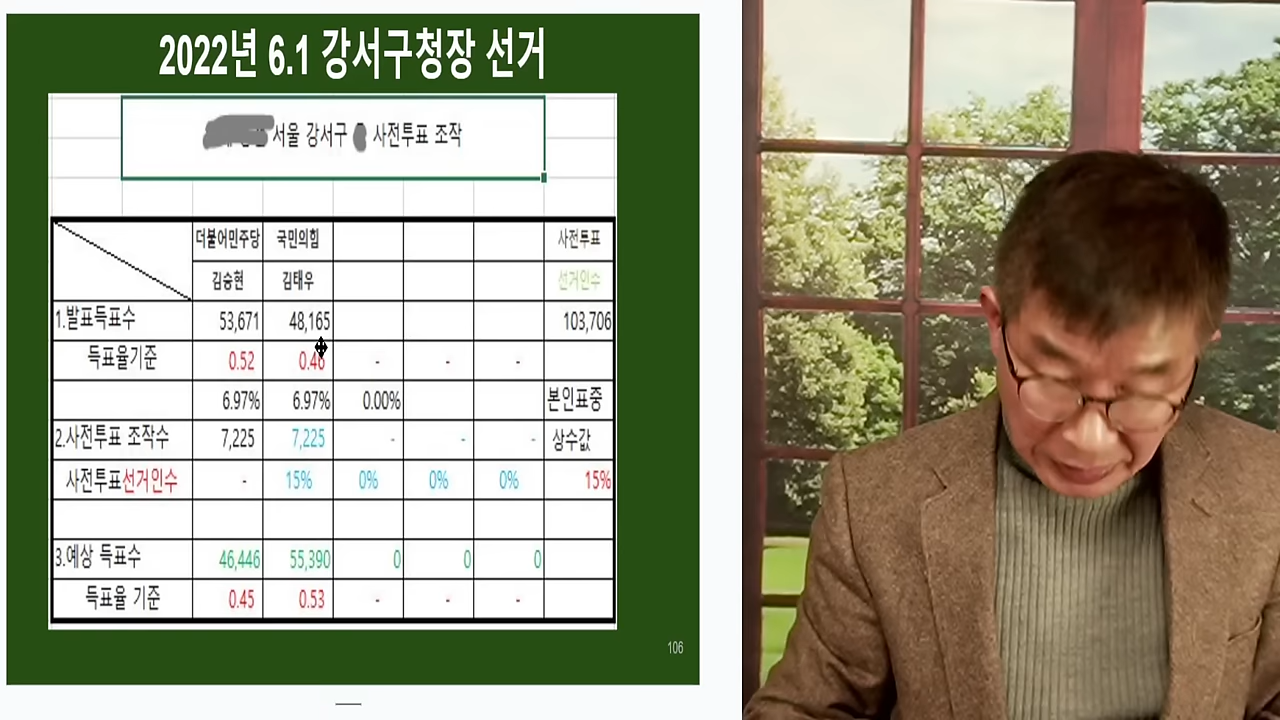 2022년 6.1 강서구청장 선거
서울 강서구 사전투표 조작
더불어민주당 국민의힘 사전투표
김승현 김태우 선거인수
1.발표득표수 53,671 48,165 103,706
득표율기준 0.52 0.46 - - -
6.97% 6.97% 0.00% 본인표중
2.사전투표 조작수 7,225 7,225 - - - 상수값
사전투표선거인수 - 15% 0% 0% 0% 15%
3.예상 득표수 46,446 55,390 0 0 0
득표율 기준 0.45 0.53 - - -
106